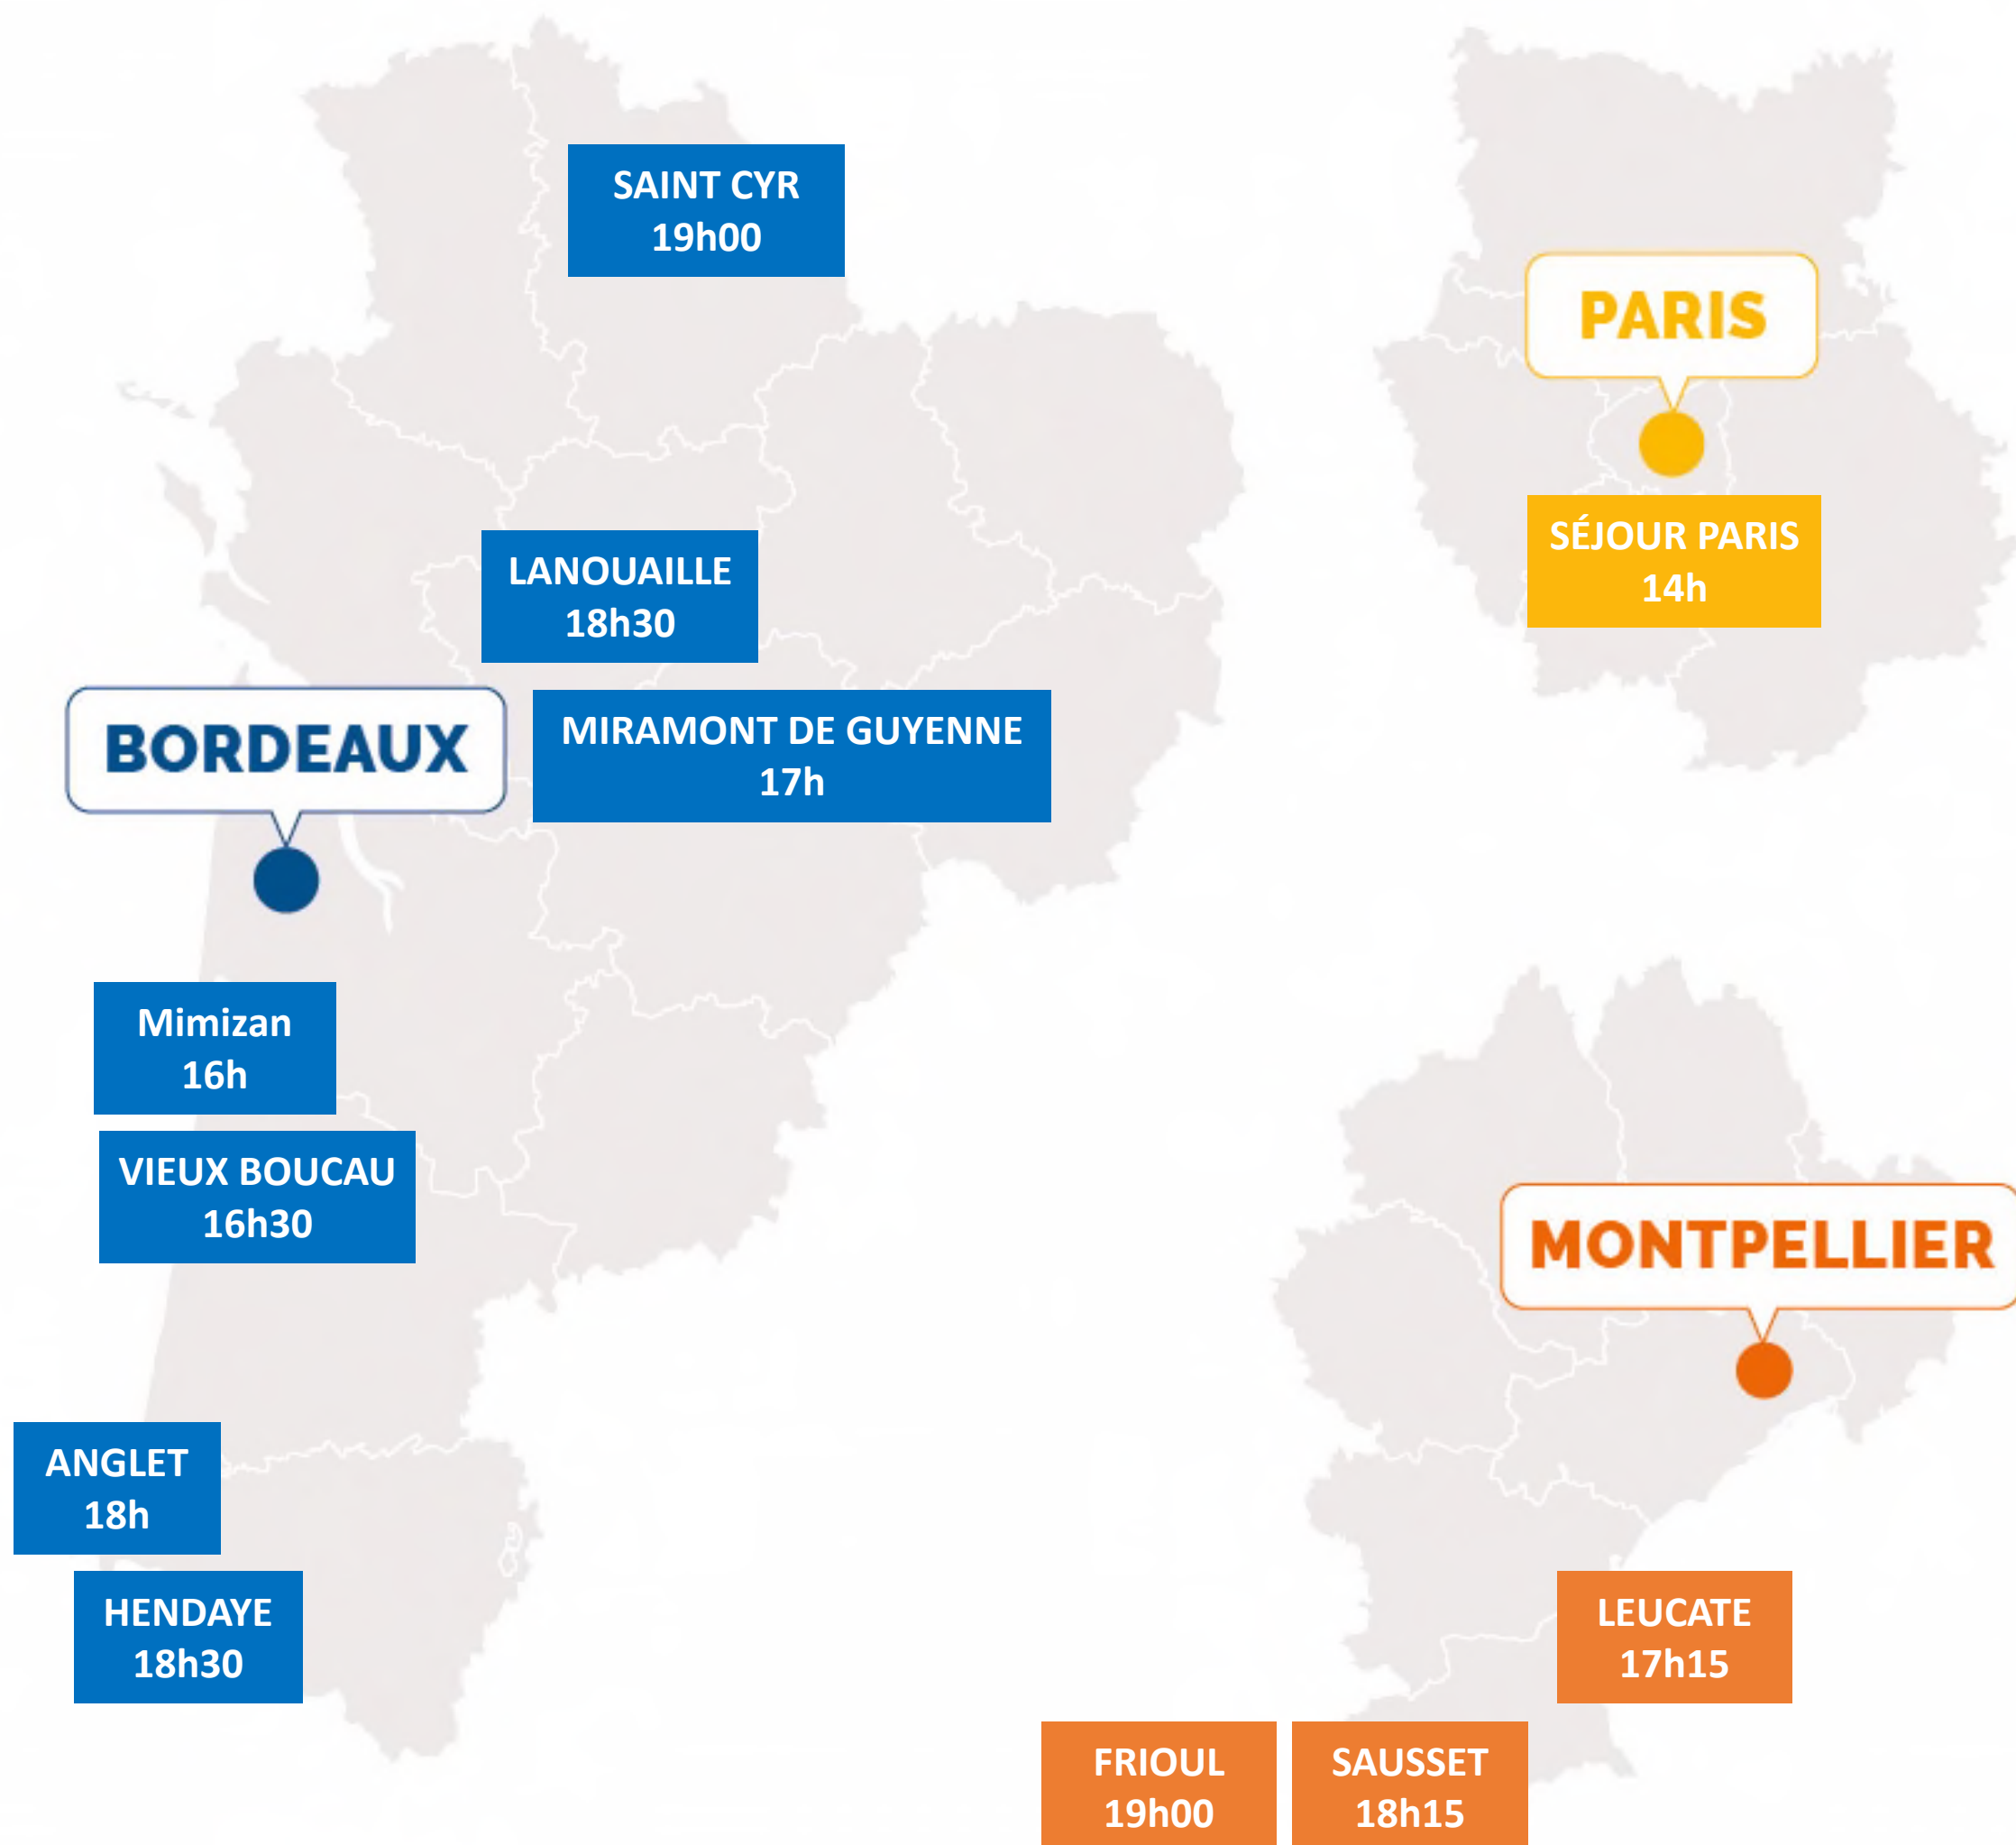 SAINT CYR
19h00
PARIS
SÉJOUR PARIS
14h
LANOUAILLE
18h30
BORDEAUX
MIRAMONT DE GUYENNE
17h
Mimizan
16h
VIEUX BOUCAU
16h30
MONTPELLIER
ANGLET
18h
HENDAYE
18h30
LEUCATE
17h15
FRIOUL
19h00
SAUSSET
18h15